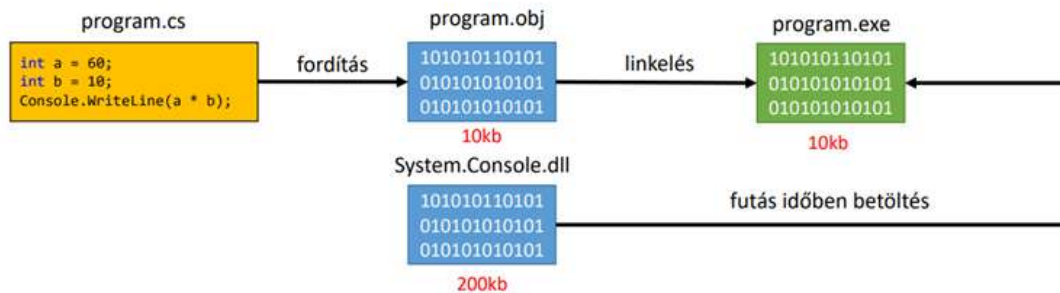 program.cs
int a = 60;
int b = 10;
Console.WriteLine(a * b);
fordítás
program.obj
101010110101
010101010101
010101010101
10kb
linkelés
program.exe
101010110101
010101010101
010101010101
10kb
System.Console.dll
101010110101
010101010101
010101010101
200kb
futás időben betöltés